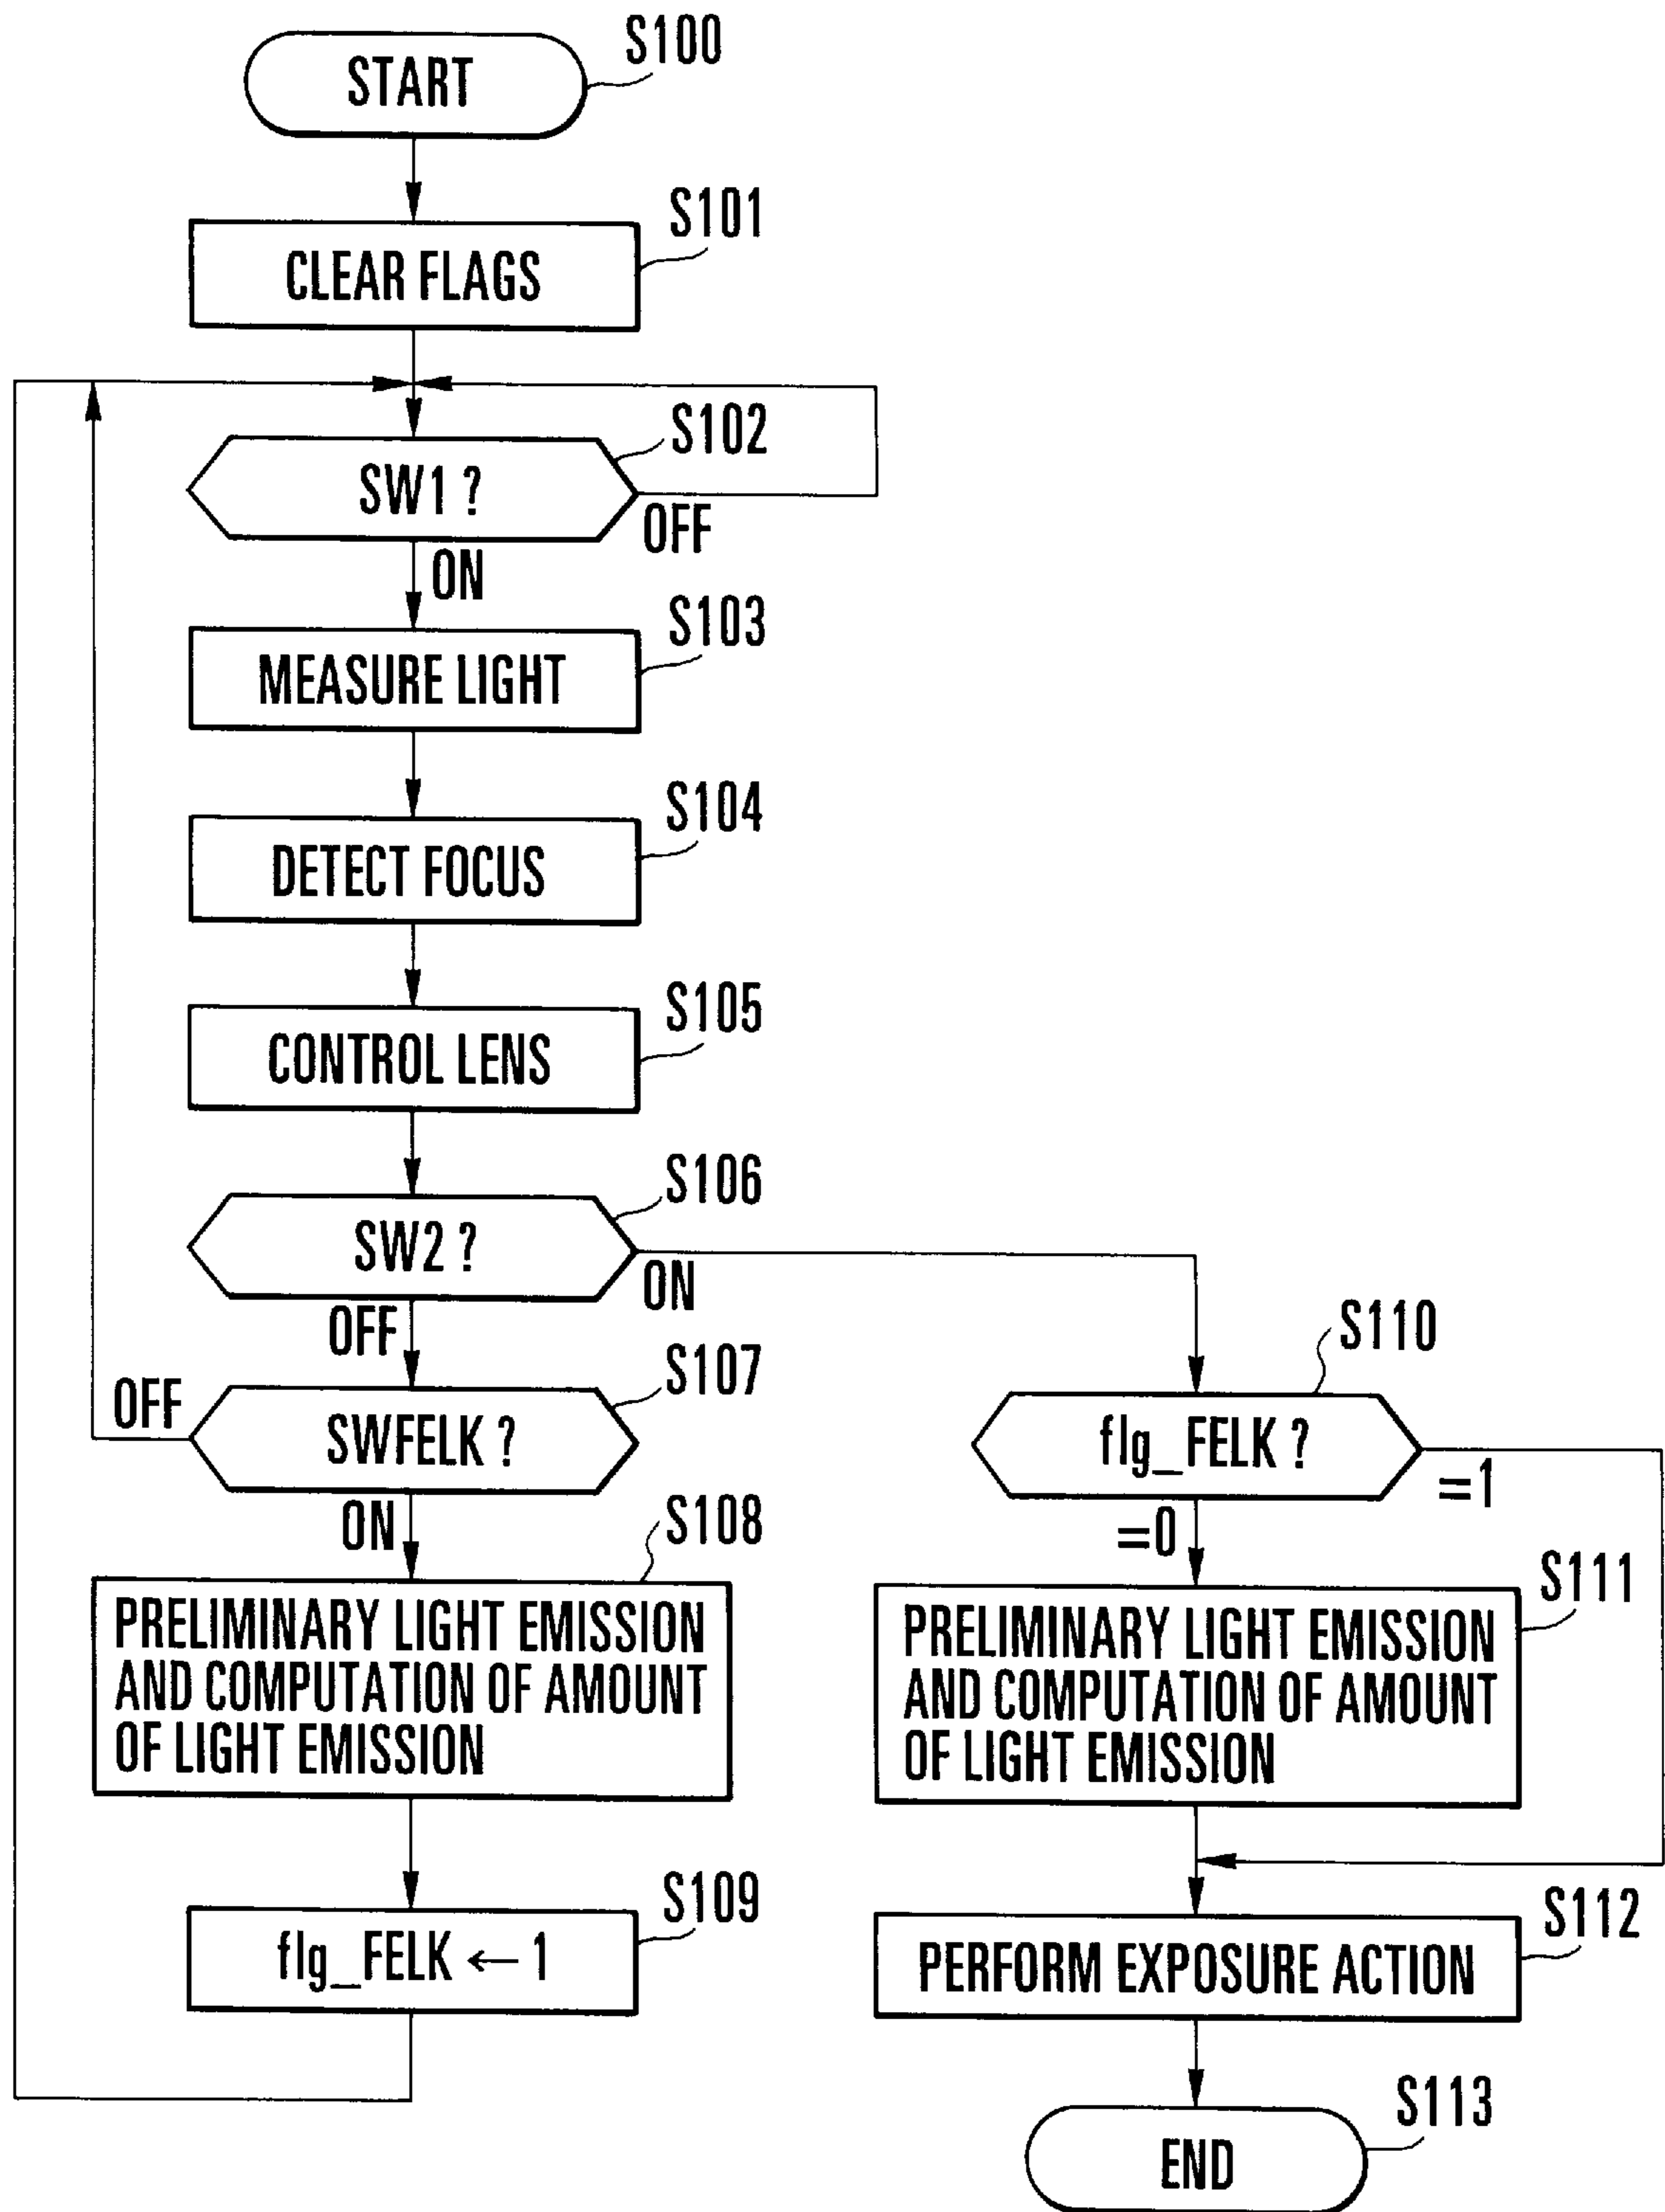 START
S100
CLEAR FLAGS
S101
SW1 ?
S102
OFF
ON
MEASURE LIGHT
S103
DETECT FOCUS
S104
CONTROL LENS
S105
SW2 ?
S106
ON
OFF
SWFELK ?
S107
OFF
ON
PRELIMINARY LIGHT EMISSION
AND COMPUTATION OF AMOUNT
OF LIGHT EMISSION
S108
flg_FELK ← 1
S109
flg_FELK ?
S110
=1
=0
PRELIMINARY LIGHT EMISSION
AND COMPUTATION OF AMOUNT
OF LIGHT EMISSION
S111
PERFORM EXPOSURE ACTION
S112
END
S113